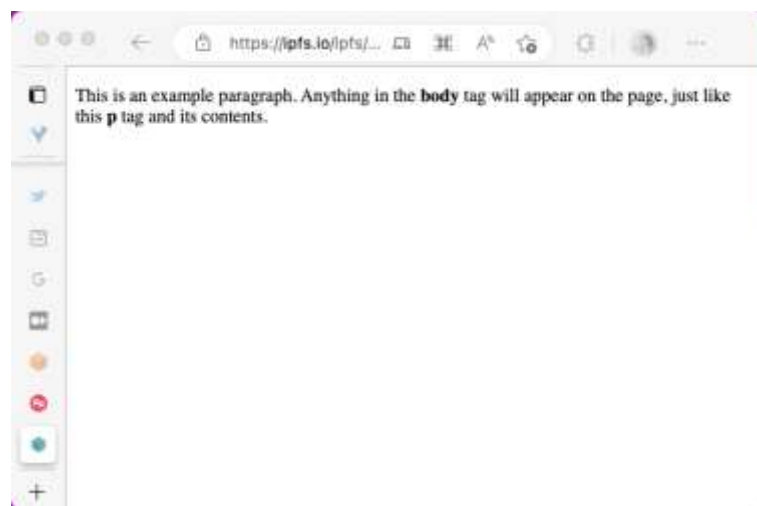 https://ipfs.io/ipfs/...
This is an example paragraph. Anything in the body tag will appear on the page, just like
this p tag and its contents.